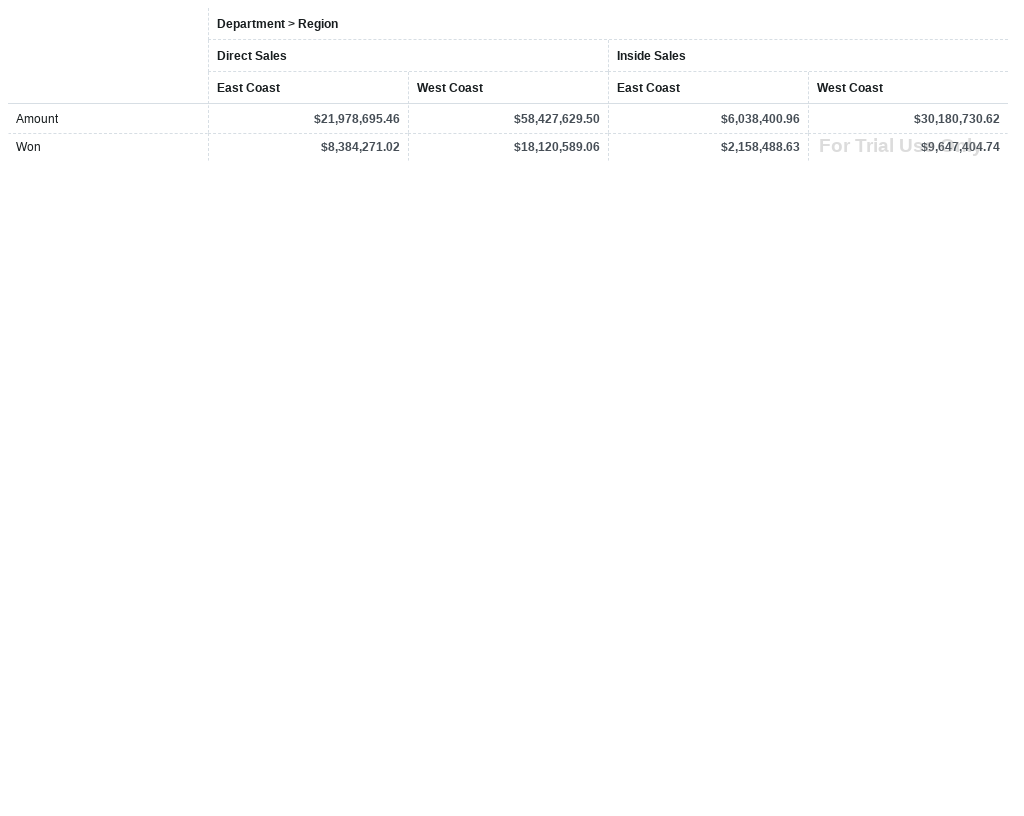 Department > Region
Direct Sales Inside Sales
East Coast West Coast East Coast West Coast
Amount $21,978,695.46 $58,427,629.50 $6,038,400.96 $30,180,730.62
Won $8,384,271.02 $18,120,589.06 $2,158,488.63 $9,647,404.74
For Trial Use Only